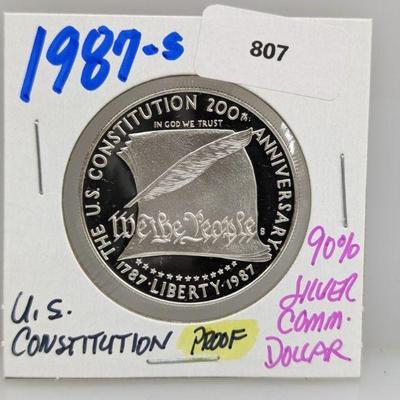 1987-S
807
THE U.S. CONSTITUTION 200TH ANNIVERSARY
IN GOD WE TRUST
We the People
S
1787 · LIBERTY · 1987
U.S.
CONSTITUTION PROOF
90%
SILVER
COMM.
DOLLAR